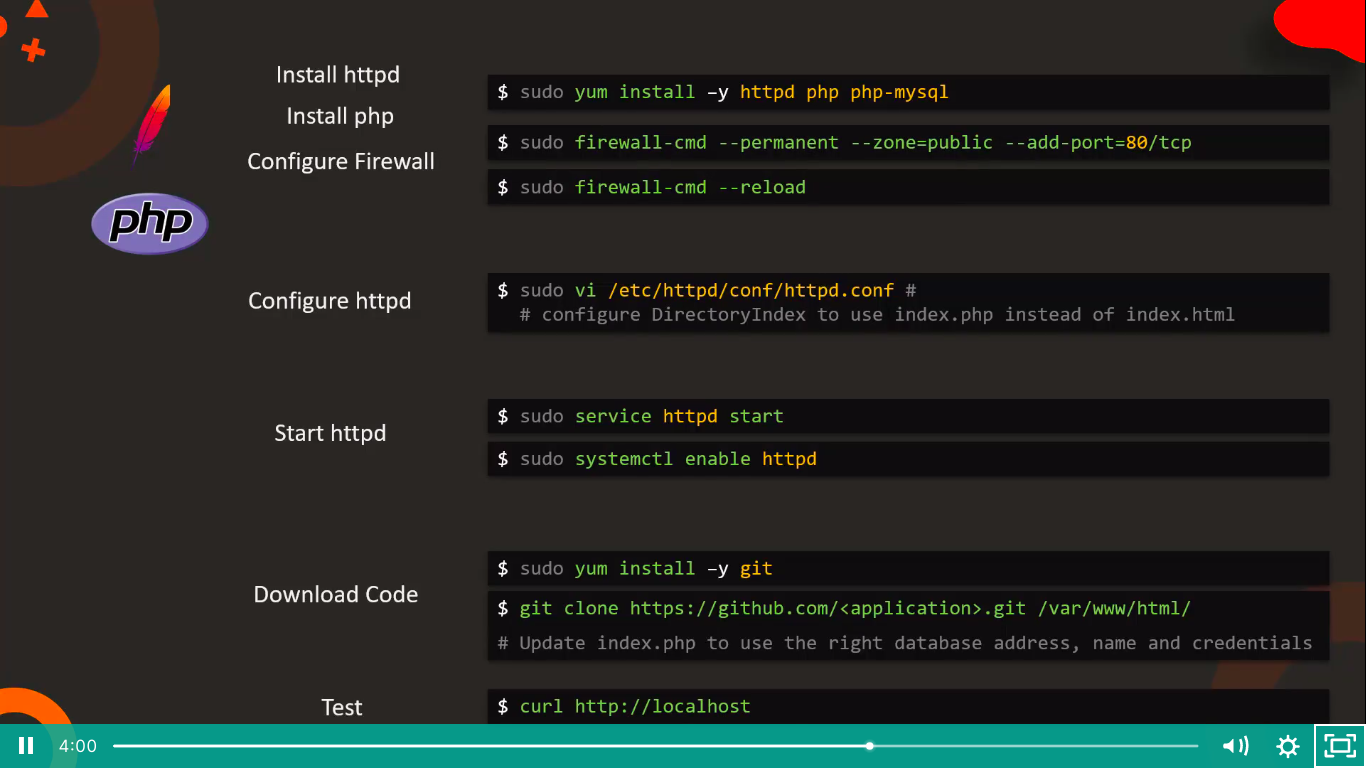 Install httpd
$ sudo yum install –y httpd php php-mysql
Install php
$ sudo firewall-cmd --permanent --zone=public --add-port=80/tcp
Configure Firewall
$ sudo firewall-cmd --reload
php
Configure httpd
$ sudo vi /etc/httpd/conf/httpd.conf #
# configure DirectoryIndex to use index.php instead of index.html
Start httpd
$ sudo service httpd start
$ sudo systemctl enable httpd
Download Code
$ sudo yum install –y git
$ git clone https://github.com/<application>.git /var/www/html/
# Update index.php to use the right database address, name and credentials
Test
$ curl http://localhost
4:00